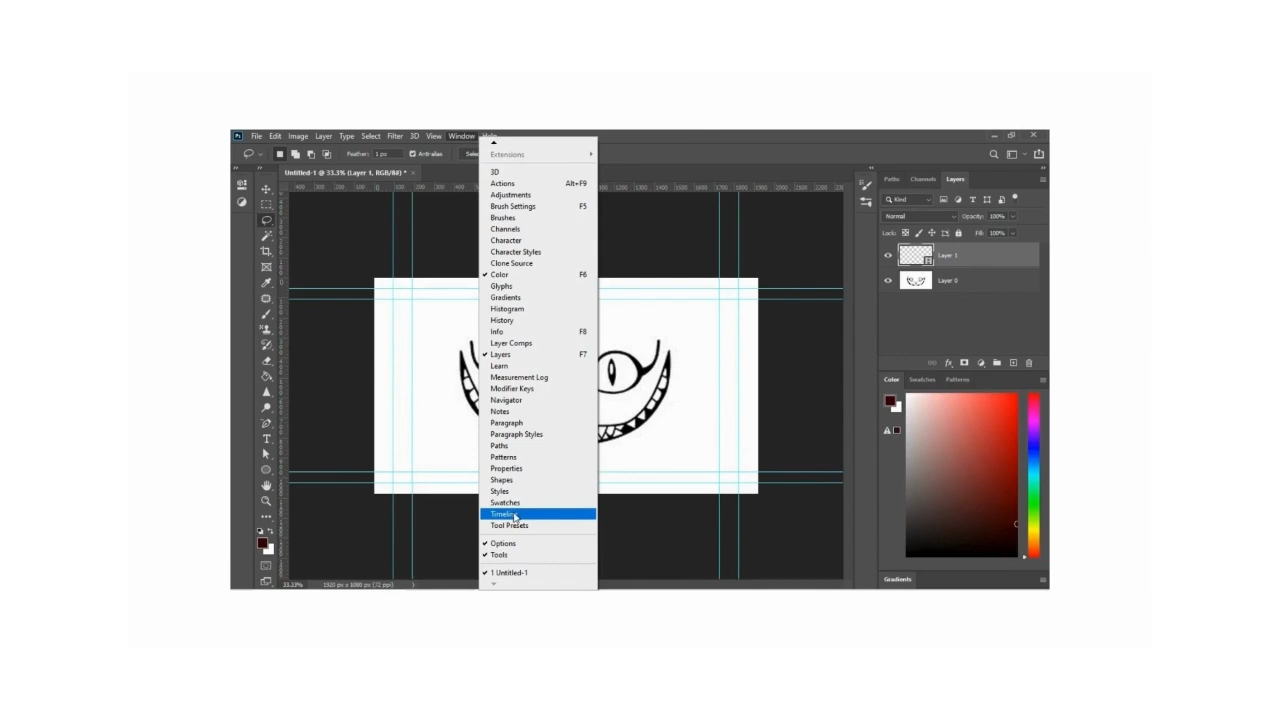 Ps File Edit Image Layer Type Select Filter 3D View Window Help
Feather: 1 px Anti-alias
Untitled-1 @ 33.3% (Layer 1, RGB/8#) * ×
Extensions
3D
Actions Alt+F9
Adjustments
Brush Settings F5
Brushes
Channels
Character
Character Styles
Clone Source
Color F6
Glyphs
Gradients
Histogram
History
Info F8
Layer Comps
Layers F7
Learn
Measurement Log
Modifier Keys
Navigator
Notes
Paragraph
Paragraph Styles
Paths
Patterns
Properties
Shapes
Styles
Swatches
Timeline
Tool Presets
Options
Tools
1 Untitled-1
Paths Channels Layers
Kind
Normal Opacity: 100%
Lock: Fill: 100%
Layer 1
Layer 0
fx
Color Swatches Patterns
Gradients
33.33% 1920 px x 1080 px (72 ppi)